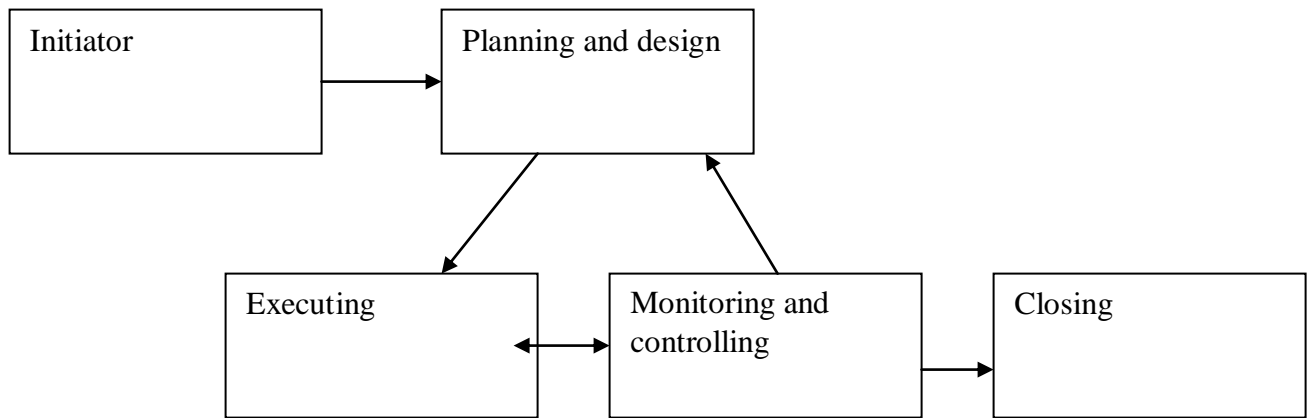 Initiator
Planning and design
Executing
Monitoring and
controlling
Closing